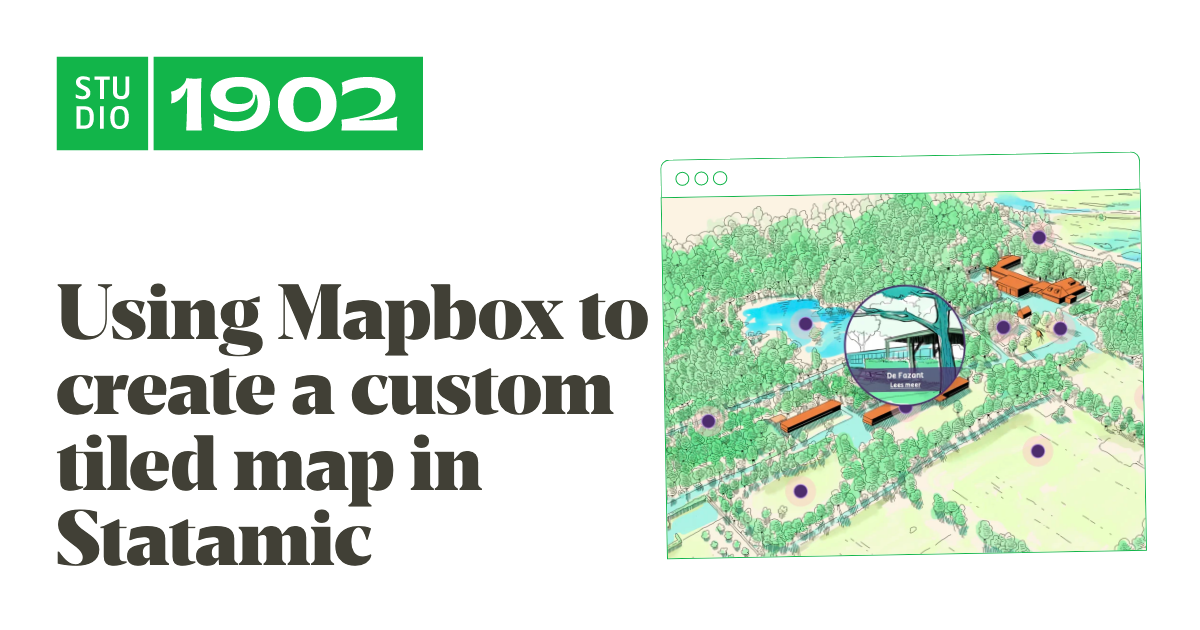 STU
DIO
1902
Using Mapbox to
create a custom
tiled map in
Statamic
De Fazant
Lees meer